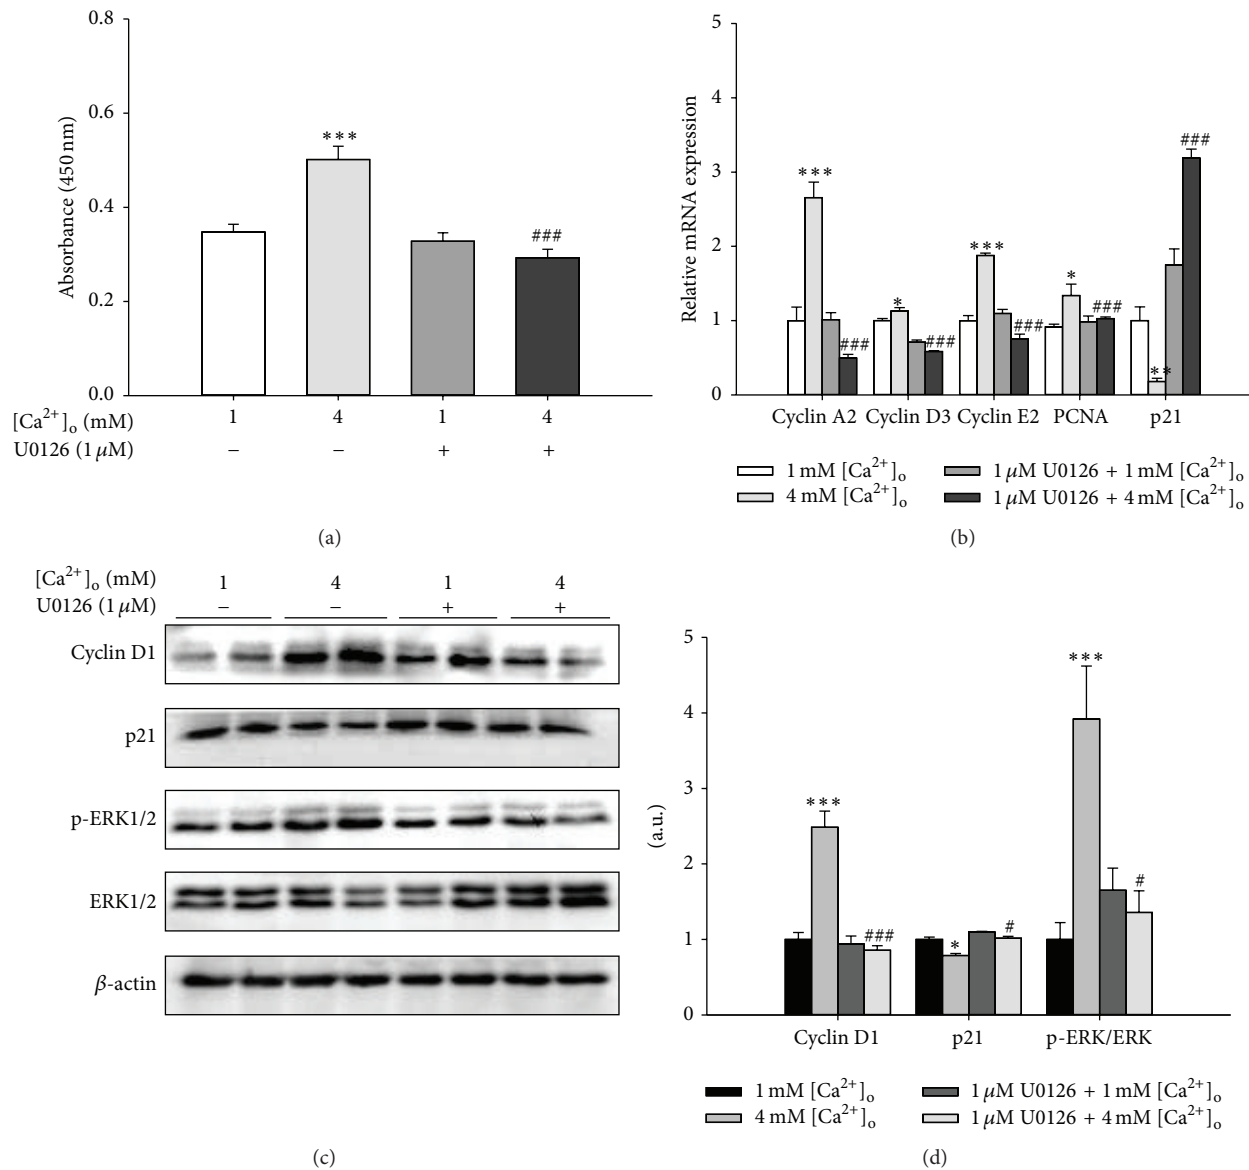 0.8
0.6
0.4
0.2
0.0
Absorbance (450 nm)
***
###
[Ca²⁺]ₒ (mM) 1 4 1 4
U0126 (1 μM) − − + +
(a)
5
4
3
2
1
0
Relative mRNA expression
*** * *** * **
### ### ### ### ###
Cyclin A2 Cyclin D3 Cyclin E2 PCNA p21
1 mM [Ca²⁺]ₒ
4 mM [Ca²⁺]ₒ
1 μM U0126 + 1 mM [Ca²⁺]ₒ
1 μM U0126 + 4 mM [Ca²⁺]ₒ
(b)
[Ca²⁺]ₒ (mM) 1 4 1 4
U0126 (1 μM) − − + +
Cyclin D1
p21
p-ERK1/2
ERK1/2
β-actin
(c)
5
4
3
2
1
0
(a.u.)
*** * ***
### # #
Cyclin D1 p21 p-ERK/ERK
1 mM [Ca²⁺]ₒ
4 mM [Ca²⁺]ₒ
1 μM U0126 + 1 mM [Ca²⁺]ₒ
1 μM U0126 + 4 mM [Ca²⁺]ₒ
(d)